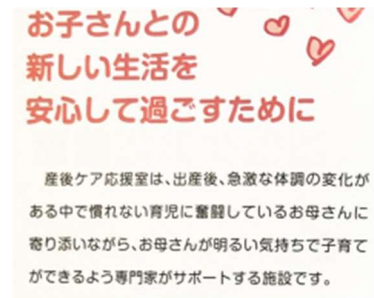 お子さんとの
新しい生活を
安心して過ごすために
産後ケア応援室は、出産後、急激な体調の変化が
ある中で慣れない育児に奮闘しているお母さんに
寄り添いながら、お母さんが明るい気持ちで子育て
ができるよう専門家がサポートする施設です。